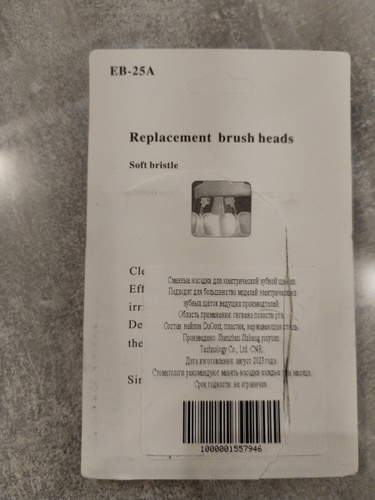 EB-25A
Replacement brush heads
Soft bristle
Cle
Eff
irr
De
the
Sir
Сменные насадки для электрической зубной щетки.
Подходят для большинства моделей электрических
зубных щёток ведущих производителей.
Область применения: гигиена полости рта.
Состав: нейлон DuPont, пластик, нержавеющая сталь.
Произведено: Shenzhen
Technology Co., Ltd. CNR.
Дата изготовления: август 2023 года.
Стоматологи рекомендуют менять насадки каждые три месяца.
Срок годности: не ограничен.
1000001557946